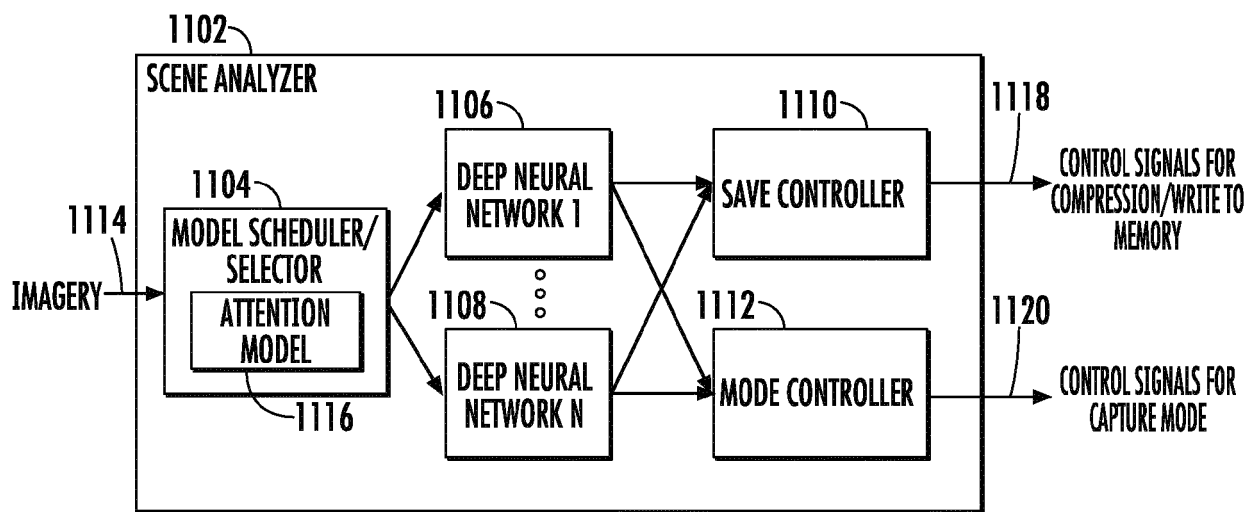 1102
SCENE ANALYZER
1106
1110
1118
DEEP NEURAL
NETWORK 1
SAVE CONTROLLER
CONTROL SIGNALS FOR
COMPRESSION/WRITE TO
MEMORY
1104
1114
MODEL SCHEDULER/
SELECTOR
IMAGERY
ATTENTION
MODEL
1116
1108
1112
1120
DEEP NEURAL
NETWORK N
MODE CONTROLLER
CONTROL SIGNALS FOR
CAPTURE MODE